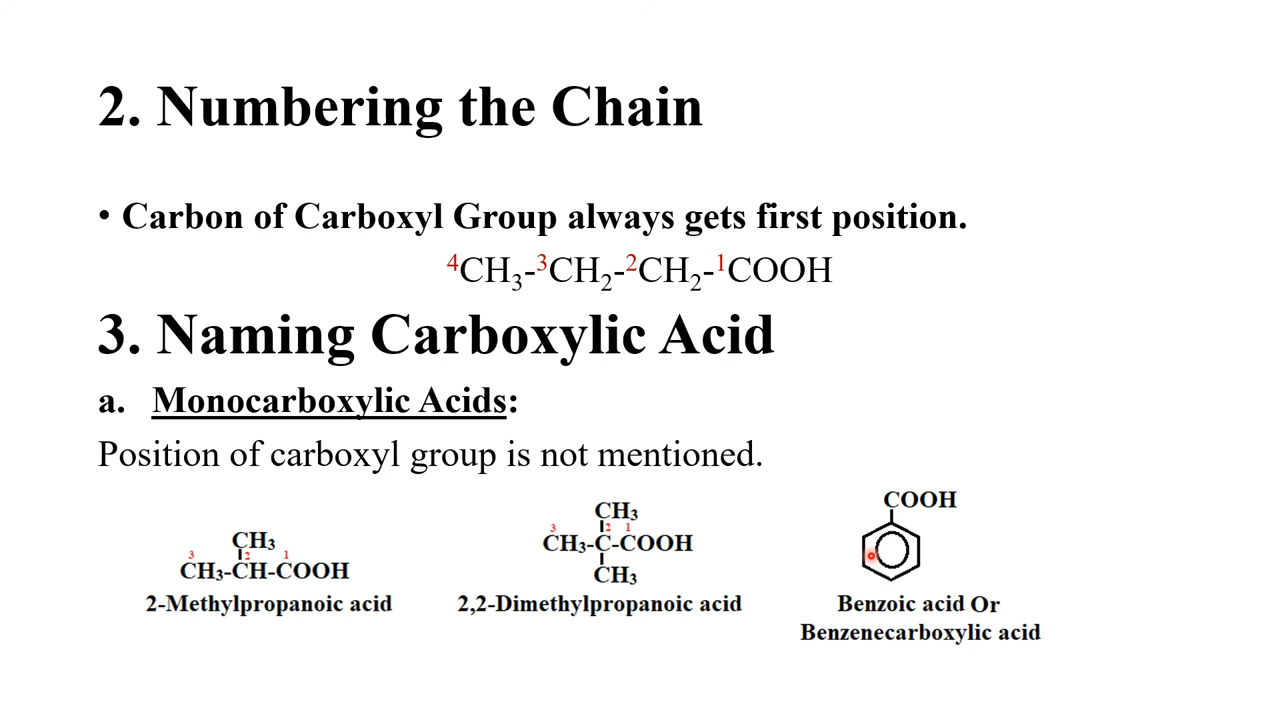 2. Numbering the Chain
• Carbon of Carboxyl Group always gets first position.
⁴CH₃-³CH₂-²CH₂-¹COOH
3. Naming Carboxylic Acid
a. Monocarboxylic Acids:
Position of carboxyl group is not mentioned.
CH₃
3 2 1
CH₃-CH-COOH
2-Methylpropanoic acid
CH₃
3 2 1
CH₃-C-COOH
CH₃
2,2-Dimethylpropanoic acid
COOH
Benzoic acid Or
Benzenecarboxylic acid